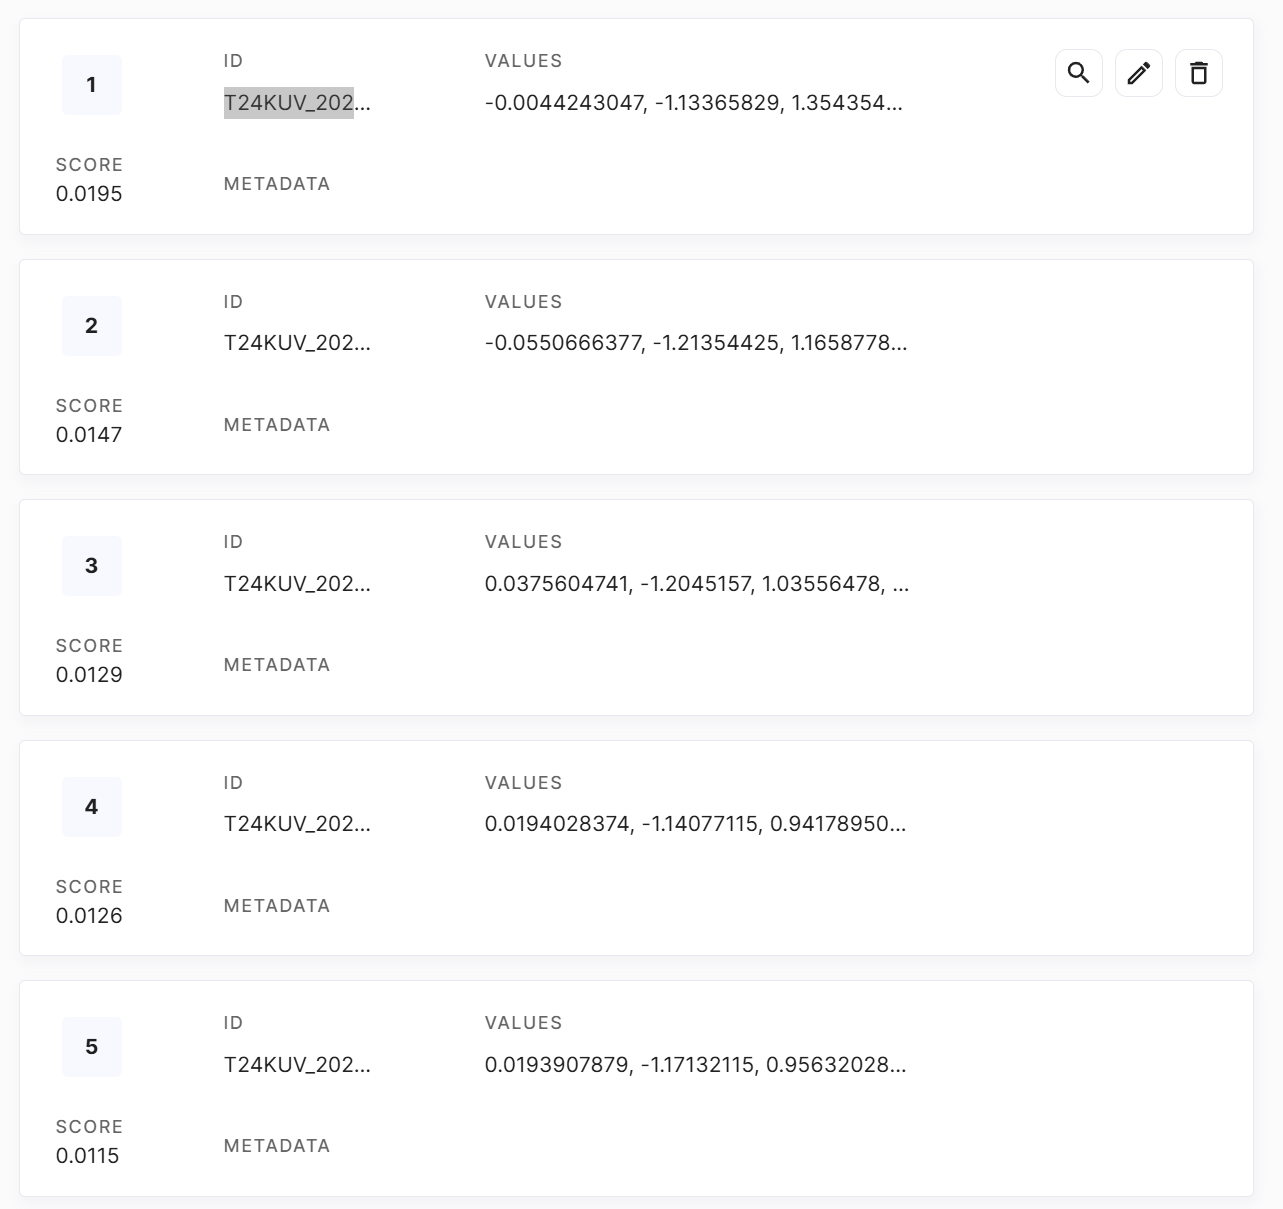 1
ID
VALUES
T24KUV_202...
-0.0044243047, -1.13365829, 1.354354...
SCORE
0.0195
METADATA
2
ID
VALUES
T24KUV_202...
-0.0550666377, -1.21354425, 1.1658778...
SCORE
0.0147
METADATA
3
ID
VALUES
T24KUV_202...
0.0375604741, -1.2045157, 1.03556478, ...
SCORE
0.0129
METADATA
4
ID
VALUES
T24KUV_202...
0.0194028374, -1.14077115, 0.94178950...
SCORE
0.0126
METADATA
5
ID
VALUES
T24KUV_202...
0.0193907879, -1.17132115, 0.95632028...
SCORE
0.0115
METADATA